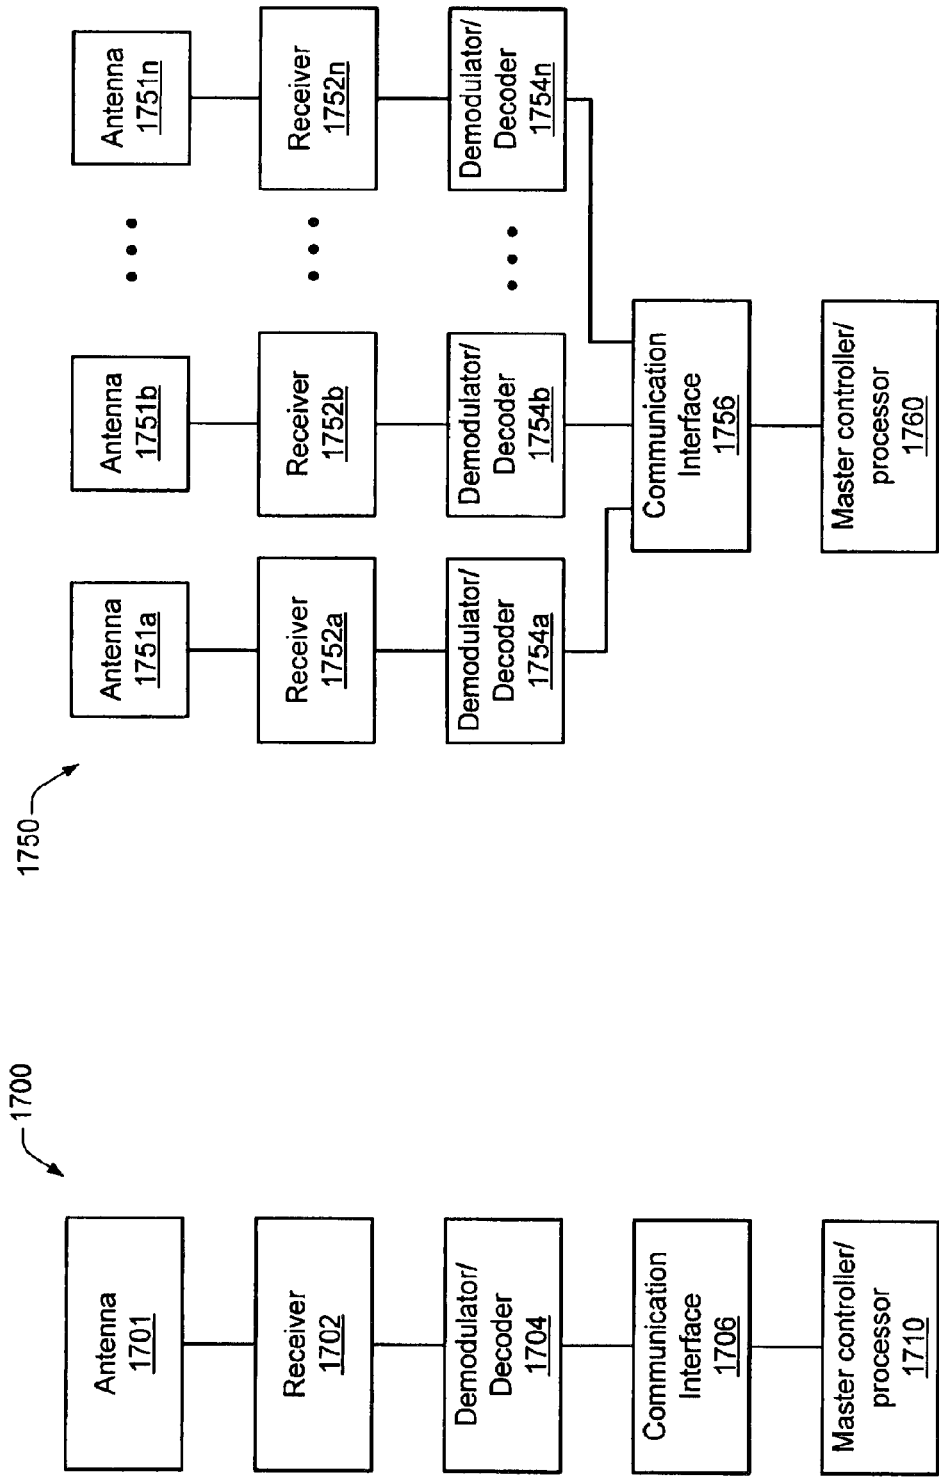 1700
Antenna
1701
Receiver
1702
Demodulator/
Decoder
1704
Communication
Interface
1706
Master controller/
processor
1710
1750
Antenna
1751a
Antenna
1751b
Antenna
1751n
Receiver
1752a
Receiver
1752b
Receiver
1752n
Demodulator/
Decoder
1754a
Demodulator/
Decoder
1754b
Demodulator/
Decoder
1754n
Communication
Interface
1756
Master controller/
processor
1760